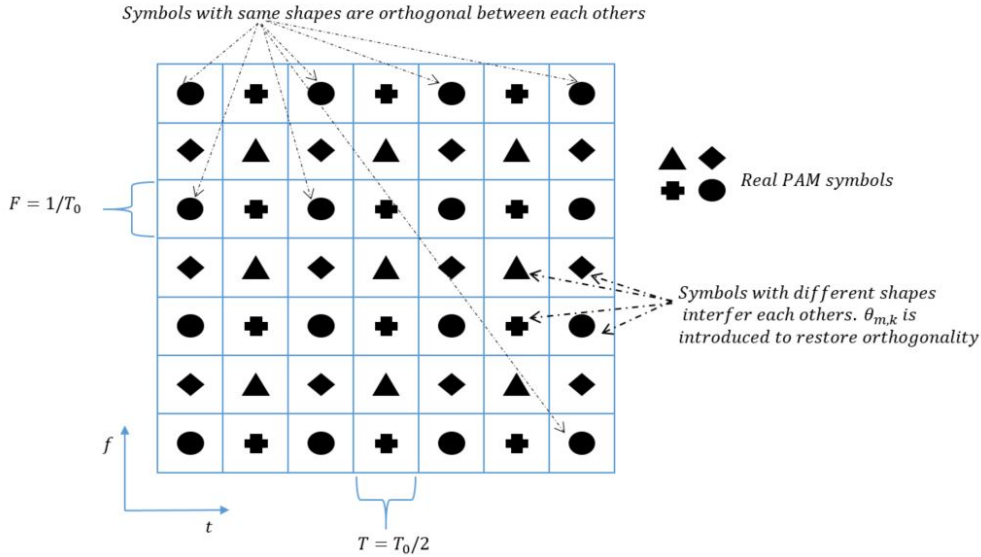 Symbols with same shapes are orthogonal between each others
Real PAM symbols
F = 1/T₀
Symbols with different shapes
interfer each others. θₘ,ₖ is
introduced to restore orthogonality
f
t
T = T₀/2